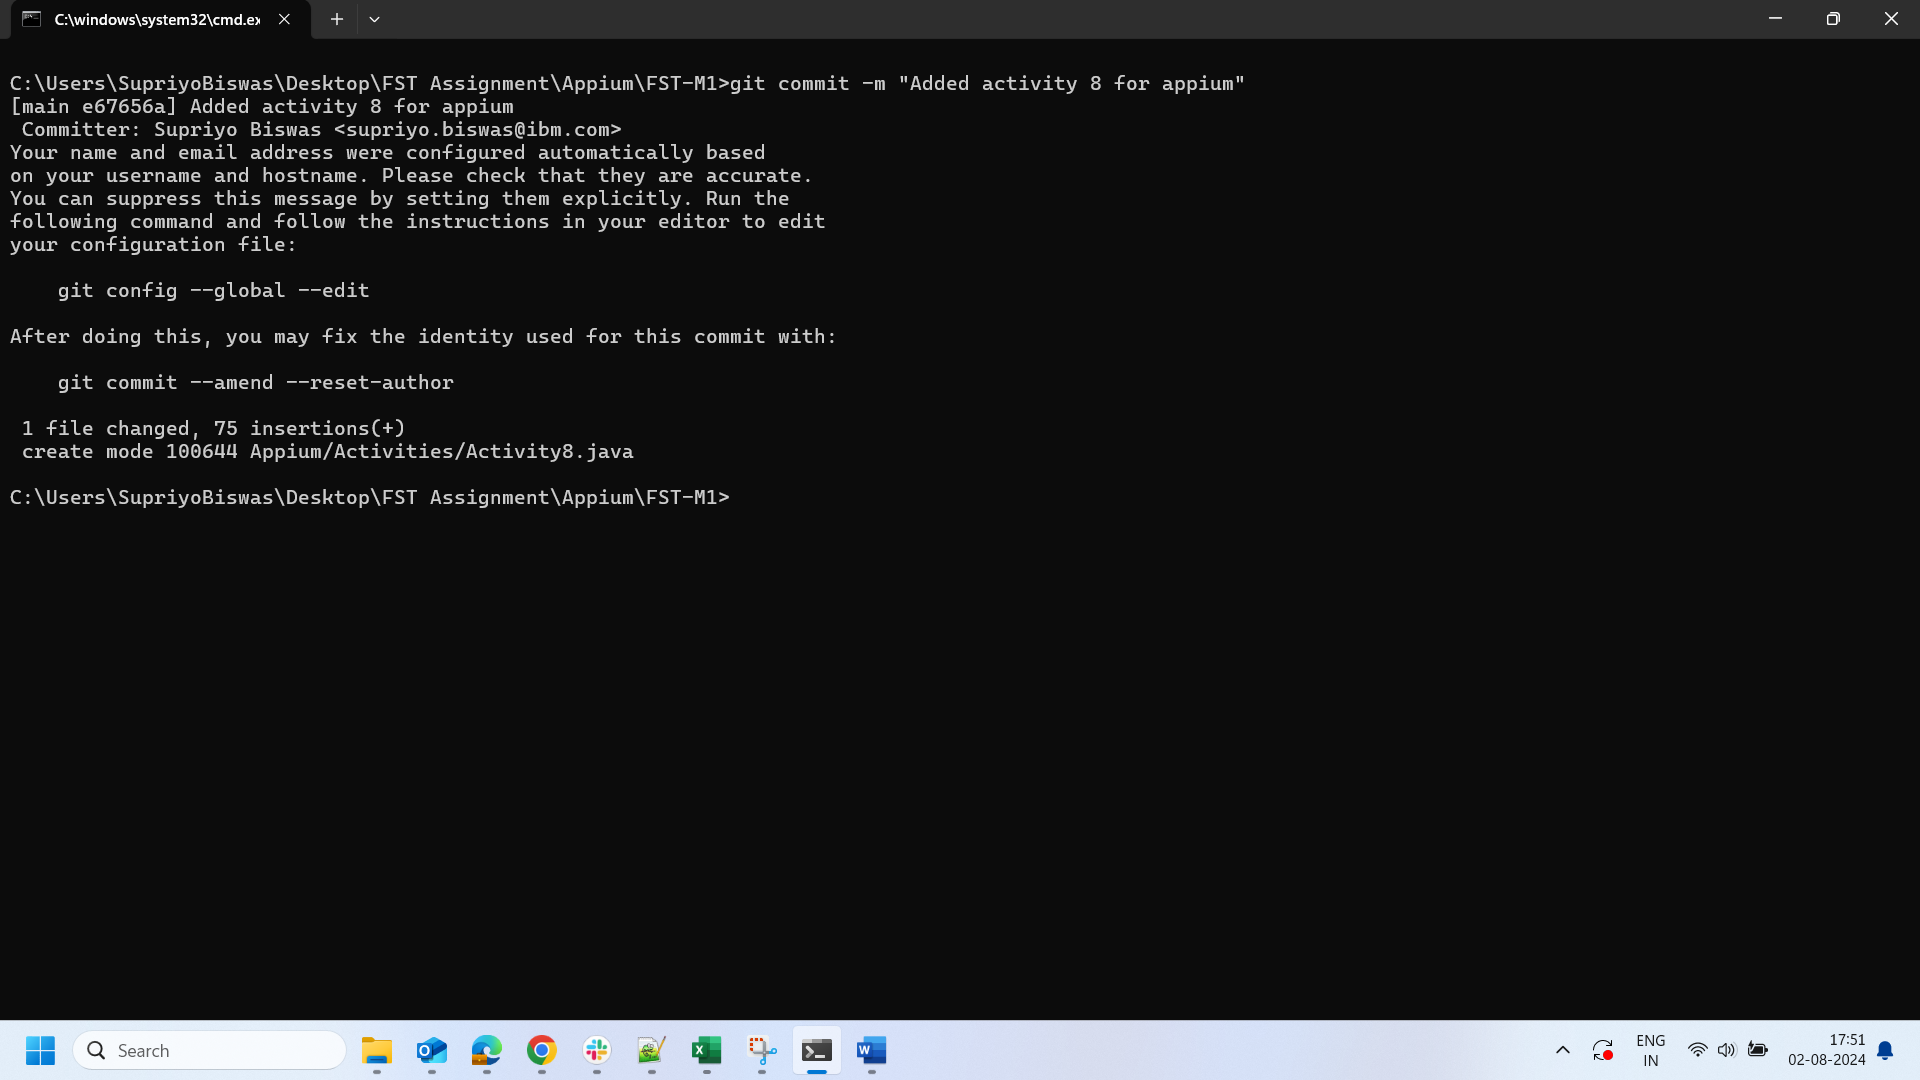 C:\windows\system32\cmd.ex
C:\Users\SupriyoBiswas\Desktop\FST Assignment\Appium\FST-M1>git commit -m "Added activity 8 for appium"
[main e67656a] Added activity 8 for appium
 Committer: Supriyo Biswas <supriyo.biswas@ibm.com>
Your name and email address were configured automatically based
on your username and hostname. Please check that they are accurate.
You can suppress this message by setting them explicitly. Run the
following command and follow the instructions in your editor to edit
your configuration file:
    git config --global --edit
After doing this, you may fix the identity used for this commit with:
    git commit --amend --reset-author
 1 file changed, 75 insertions(+)
 create mode 100644 Appium/Activities/Activity8.java
C:\Users\SupriyoBiswas\Desktop\FST Assignment\Appium\FST-M1>
Search
ENG
IN
17:51
02-08-2024